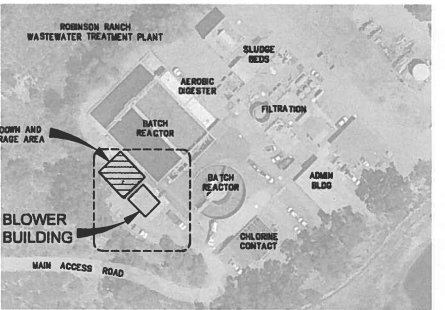 ROBINSON RANCH
WASTEWATER TREATMENT PLANT
SLUDGE
BEDS
AEROBIC
DIGESTER
FILTRATION
BATCH
REACTOR
DOWN AND
RAGE AREA
BATCH
REACTOR
ADMIN
BLDG
BLOWER
BUILDING
CHLORINE
CONTACT
MAIN ACCESS ROAD